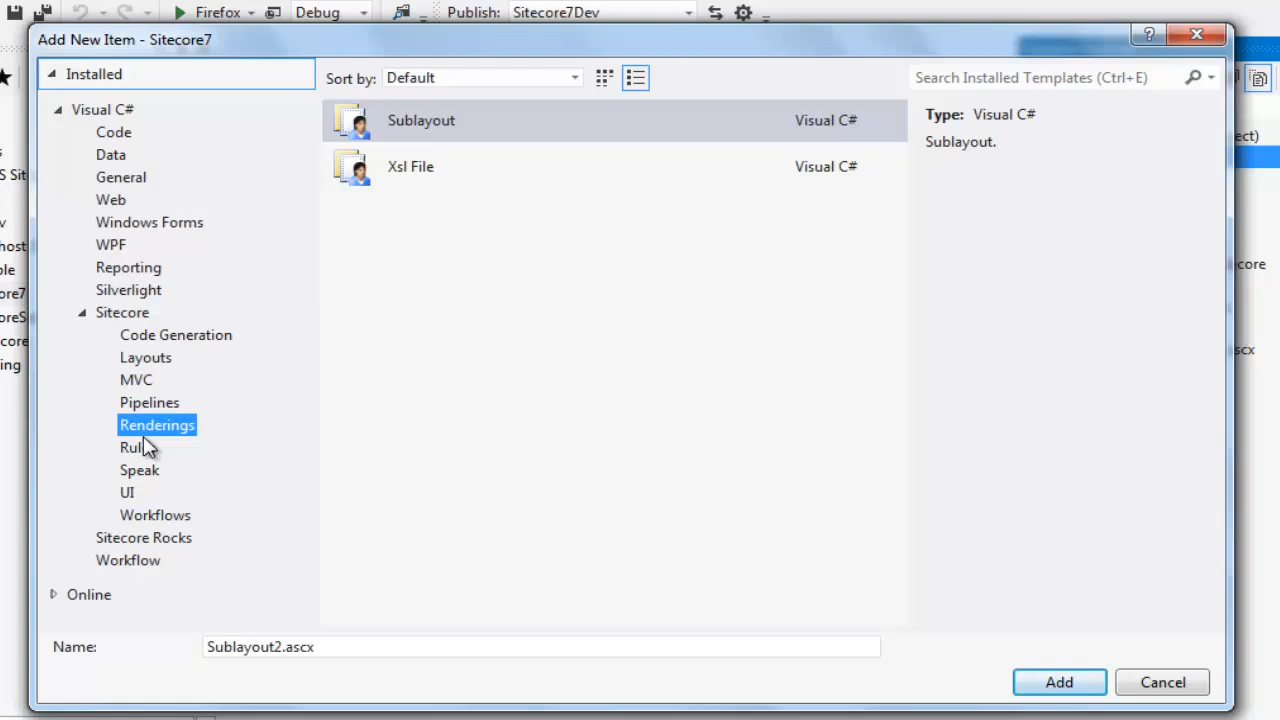 Firefox Debug Publish: Sitecore7Dev
Add New Item - Sitecore7
?
Installed
Sort by: Default
Search Installed Templates (Ctrl+E)
Visual C#
Code
Data
General
Web
Windows Forms
WPF
Reporting
Silverlight
Sitecore
Code Generation
Layouts
MVC
Pipelines
Renderings
Speak
UI
Workflows
Sitecore Rocks
Workflow
Online
Sublayout Visual C#
Xsl File Visual C#
Type: Visual C#
Sublayout.
Name: Sublayout2.ascx
Add Cancel